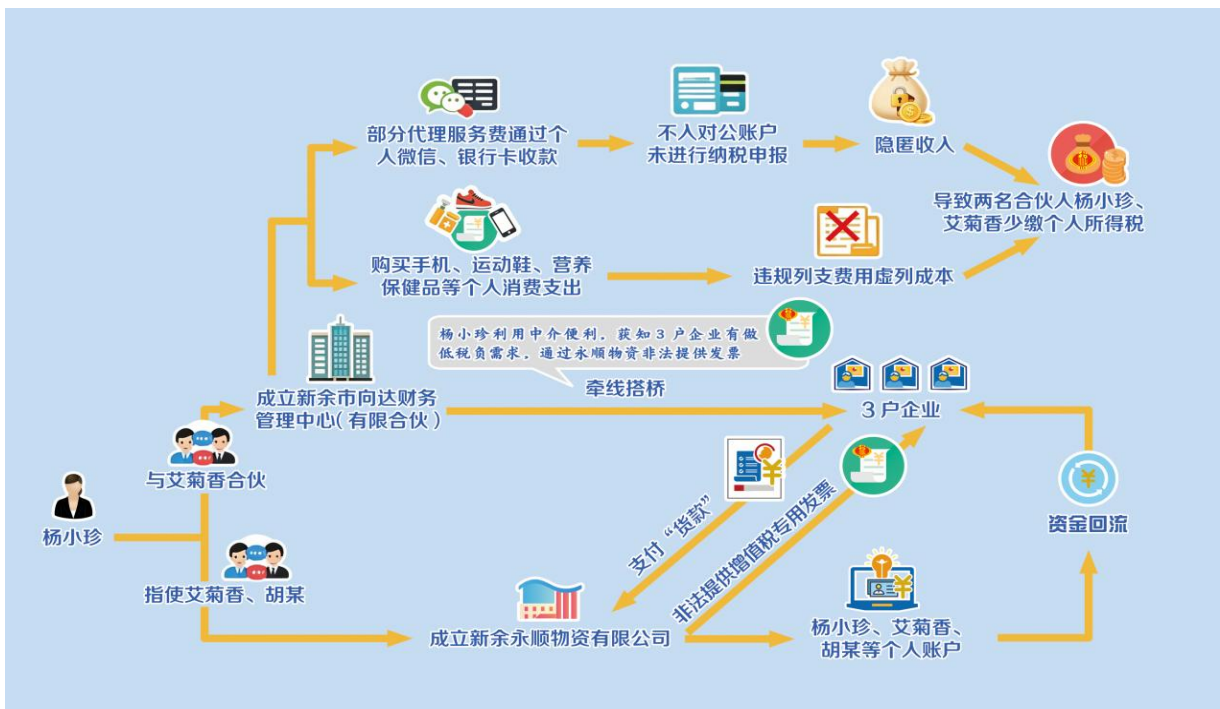 部分代理服务费通过个
人微信、银行卡收款
不入对公账户
未进行纳税申报
隐匿收入
导致两名合伙人杨小珍、
艾菊香少缴个人所得税
购买手机、运动鞋、营养
保健品等个人消费支出
违规列支费用虚列成本
杨小珍利用中介便利，获知3户企业有做
低税负需求，通过永顺物资非法提供发票
牵线搭桥
成立新余市向达财务
管理中心(有限合伙)
3户企业
与艾菊香合伙
杨小珍
指使艾菊香、胡某
支付“货款”
非法提供增值税专用发票
资金回流
成立新余永顺物资有限公司
杨小珍、艾菊香、
胡某等个人账户